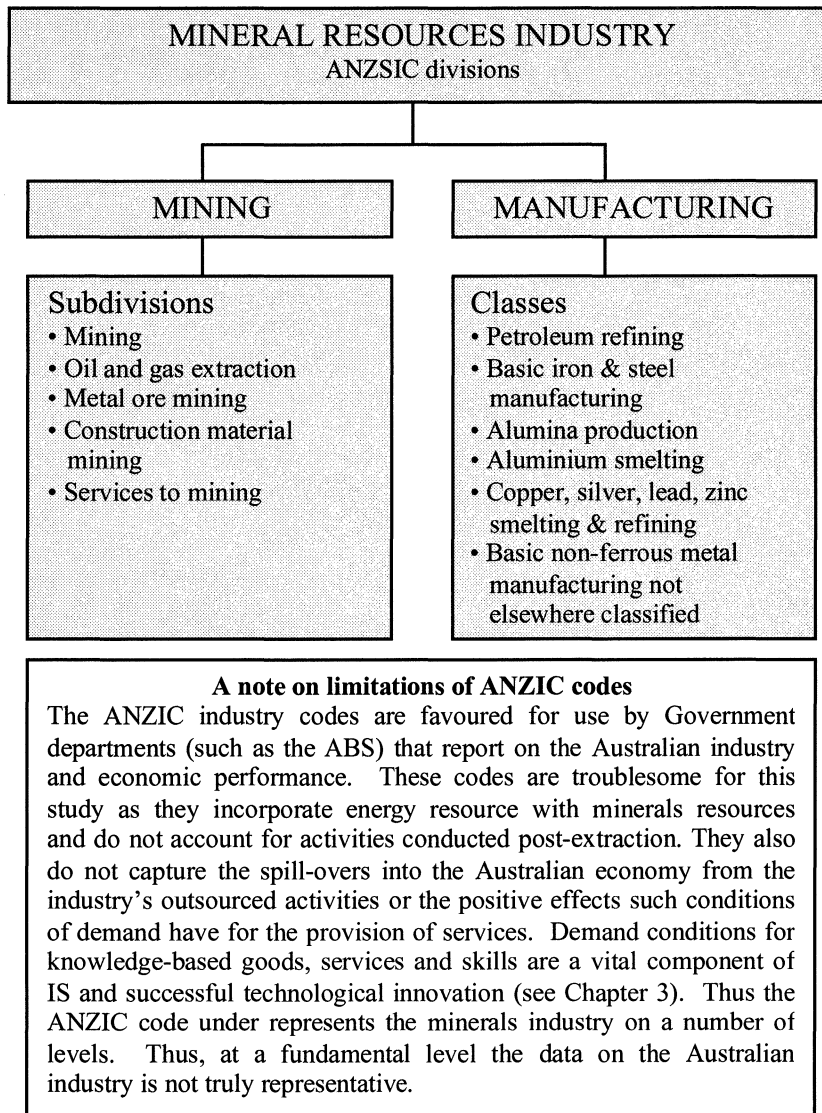 MINERAL RESOURCES INDUSTRY
ANZSIC divisions
MINING
MANUFACTURING
Subdivisions
• Mining
• Oil and gas extraction
• Metal ore mining
• Construction material
mining
• Services to mining
Classes
• Petroleum refining
• Basic iron & steel
manufacturing
• Alumina production
• Aluminium smelting
• Copper, silver, lead, zinc
smelting & refining
• Basic non-ferrous metal
manufacturing not
elsewhere classified
A note on limitations of ANZIC codes
The ANZIC industry codes are favoured for use by Government
departments (such as the ABS) that report on the Australian industry
and economic performance. These codes are troublesome for this
study as they incorporate energy resource with minerals resources
and do not account for activities conducted post-extraction. They also
do not capture the spill-overs into the Australian economy from the
industry's outsourced activities or the positive effects such conditions
of demand have for the provision of services. Demand conditions for
knowledge-based goods, services and skills are a vital component of
IS and successful technological innovation (see Chapter 3). Thus the
ANZIC code under represents the minerals industry on a number of
levels. Thus, at a fundamental level the data on the Australian
industry is not truly representative.